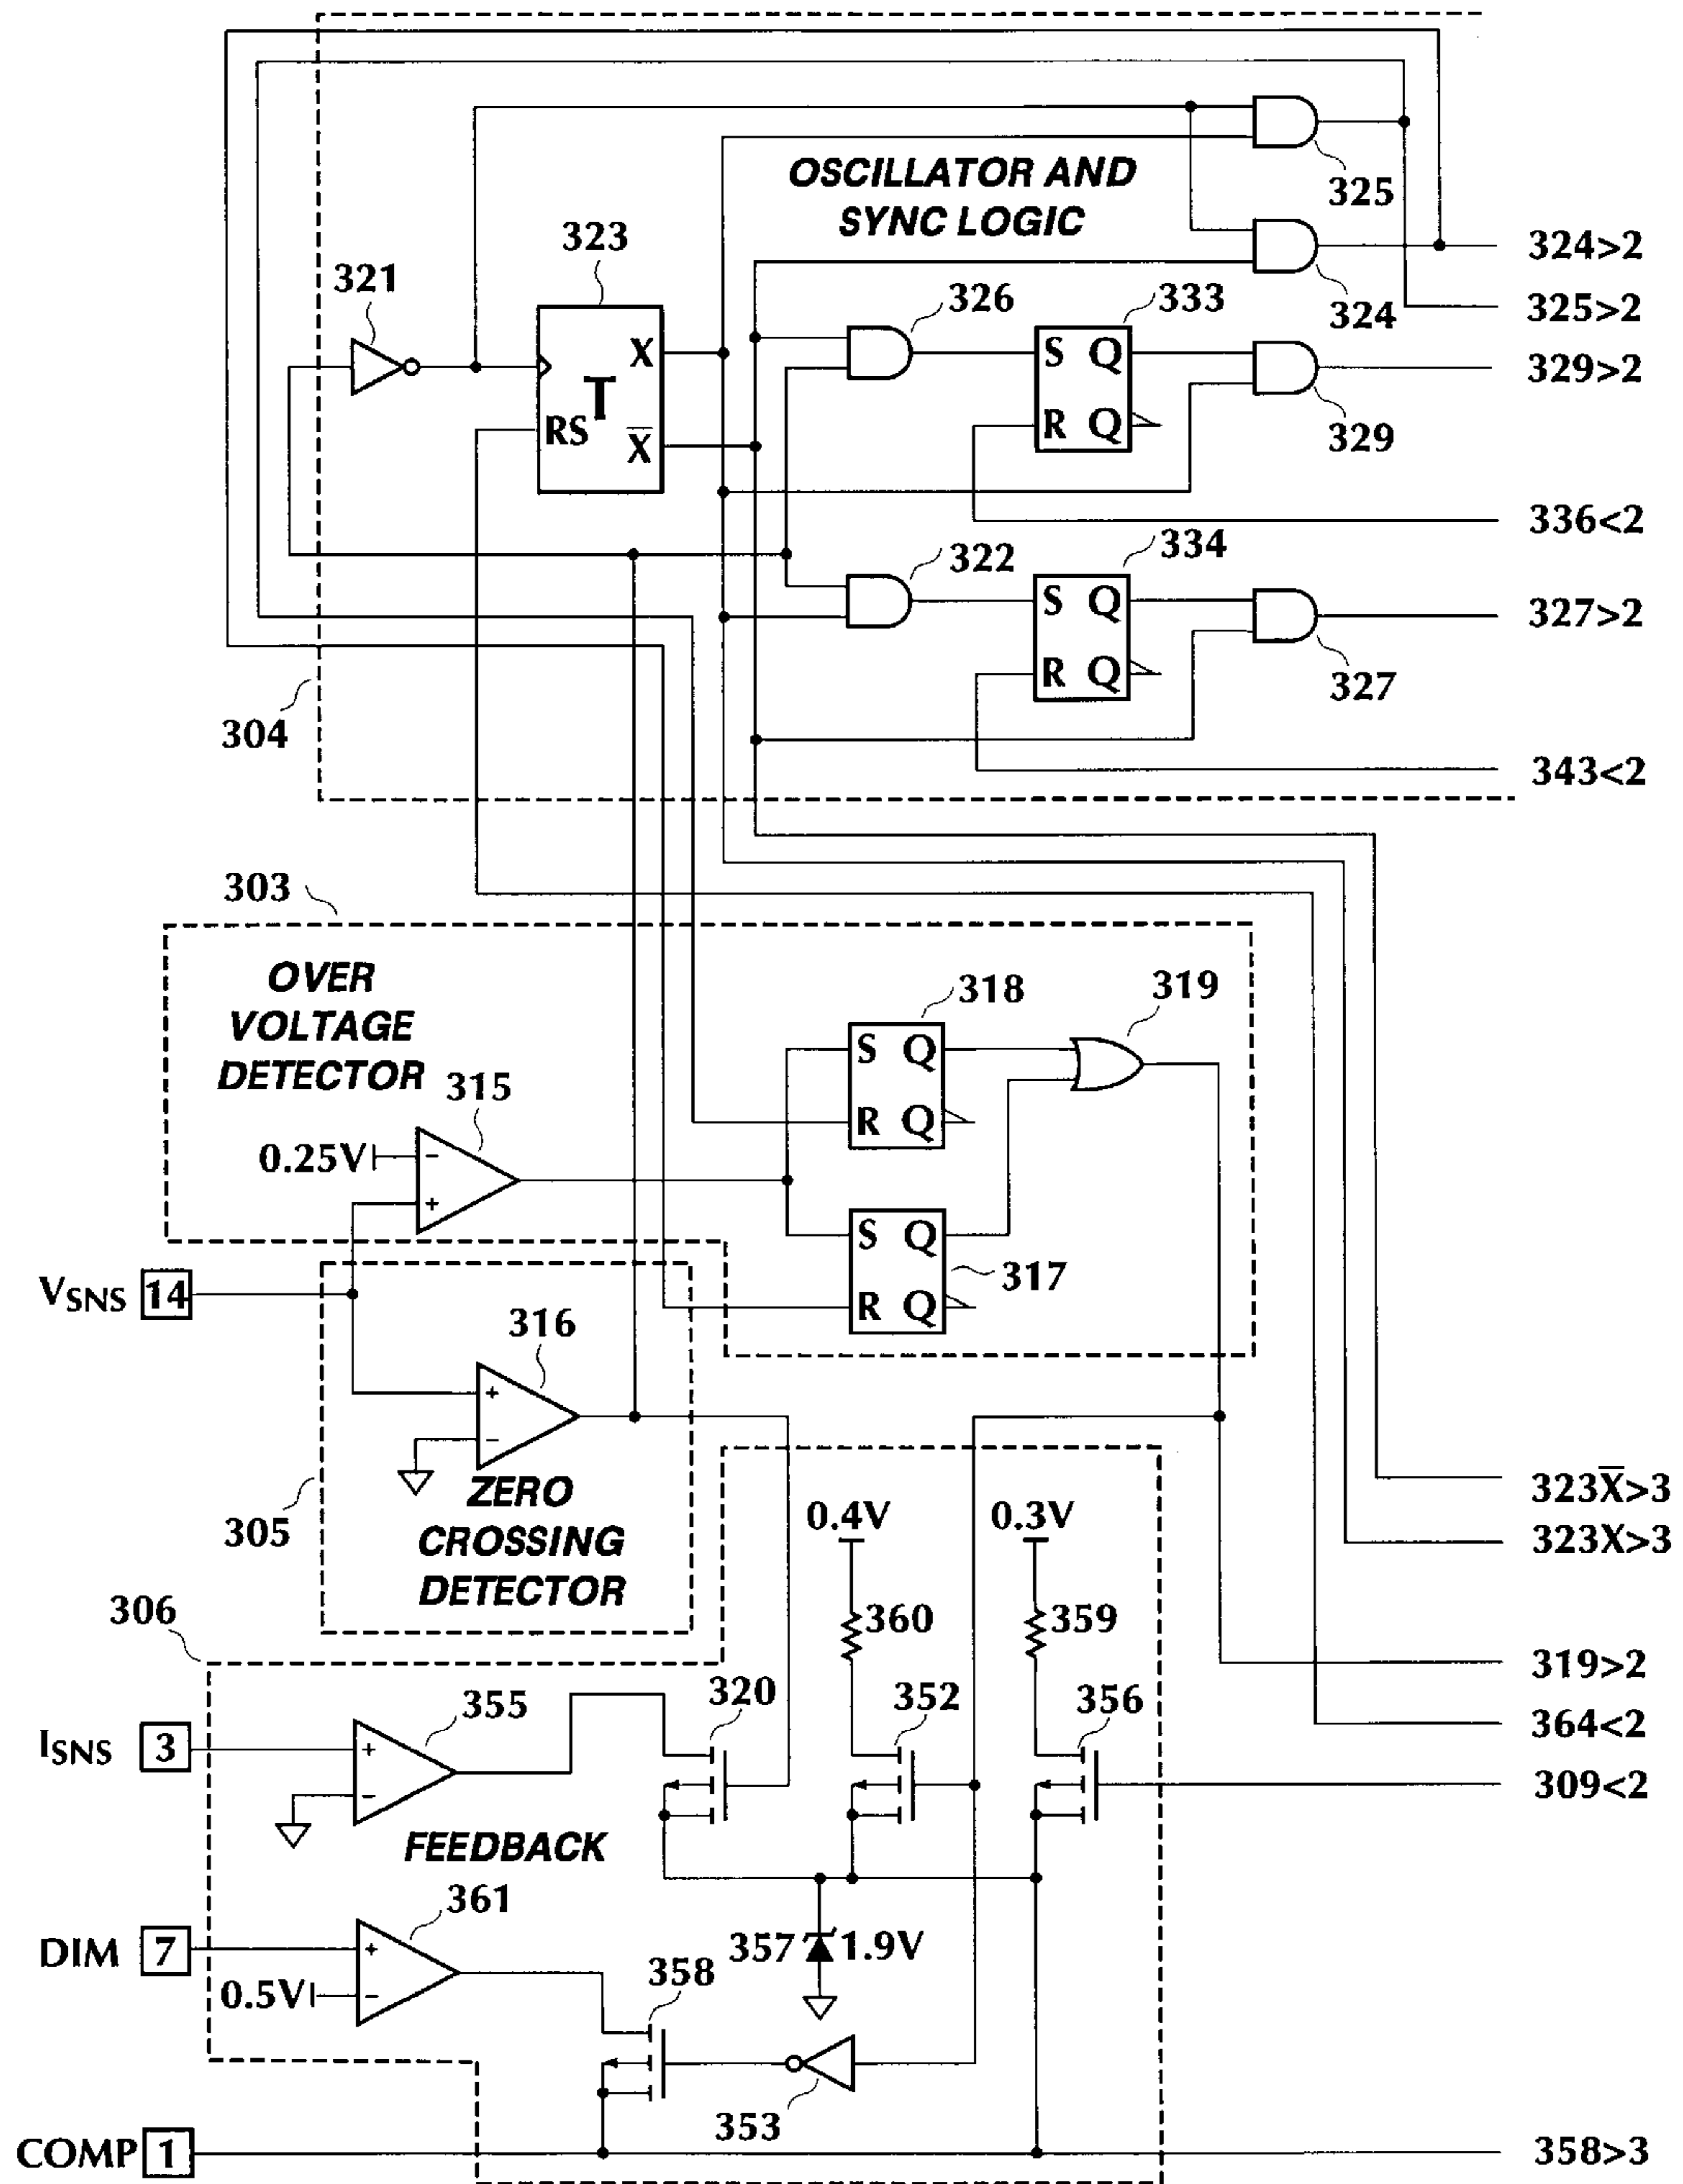 OSCILLATOR AND
SYNC LOGIC
325
324>2
324
325>2
323
321
X
T
RS
X̅
326
333
S Q
R Q
329>2
329
336<2
322
334
S Q
R Q
327>2
327
304
343<2
303
OVER
VOLTAGE
DETECTOR
315
0.25V
−
+
318
S Q
R Q
319
S Q
R Q
317
VSNS 14
316
+
−
ZERO
CROSSING
DETECTOR
305
323X̅>3
323X>3
0.4V
0.3V
306
360
359
319>2
355
320
352
356
364<2
ISNS 3
+
−
309<2
FEEDBACK
361
DIM 7
+
0.5V
−
357
1.9V
358
353
COMP 1
358>3